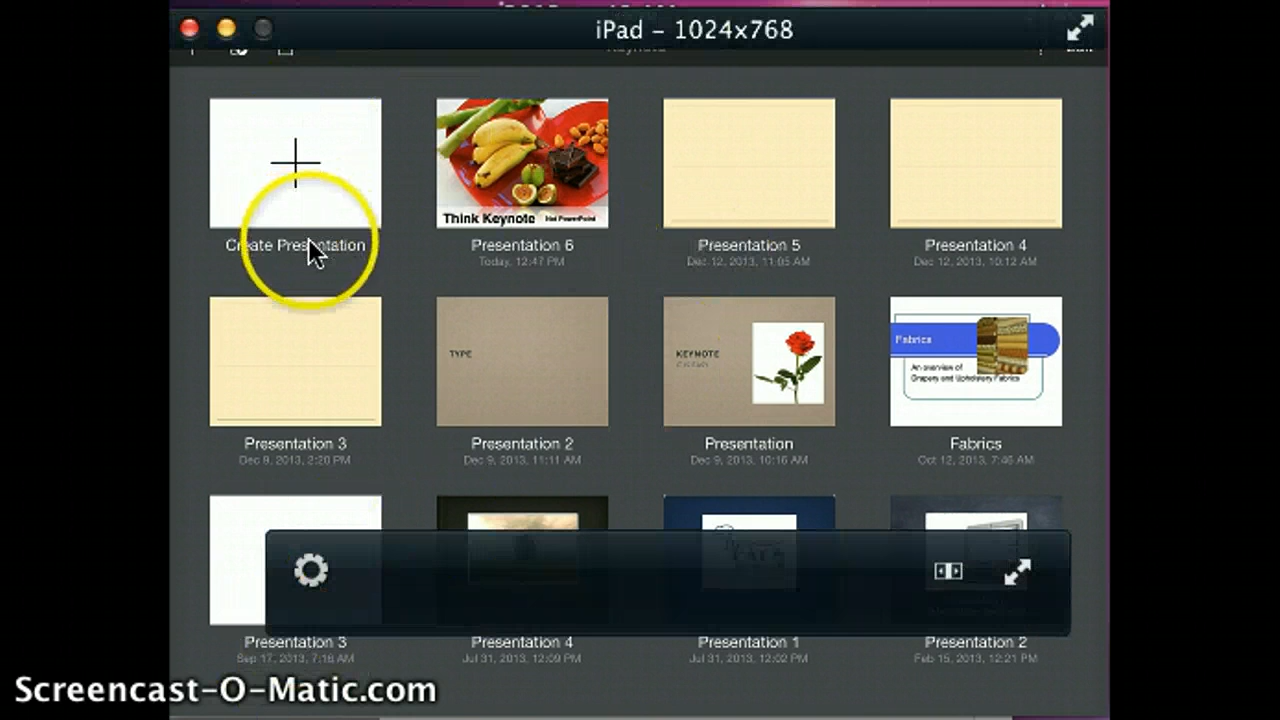 iPad - 1024x768
Keynote
Think Keynote Not PowerPoint
Create Presentation
Presentation 6
Today, 12:47 PM
Presentation 5
Dec 12, 2013, 11:05 AM
Presentation 4
Dec 12, 2013, 10:12 AM
TYPE
KEYNOTE
Fabrics
An overview of
Drapery and Upholstery Fabrics
Presentation 3
Dec 9, 2013, 2:20 PM
Presentation 2
Dec 9, 2013, 11:11 AM
Presentation
Dec 9, 2013, 10:16 AM
Fabrics
Oct 12, 2013, 7:46 AM
Presentation 3
Sep 17, 2013, 7:16 AM
Presentation 4
Jul 31, 2013, 12:09 PM
Presentation 1
Jul 31, 2013, 12:02 PM
Presentation 2
Feb 15, 2013, 12:21 PM
Screencast-O-Matic.com